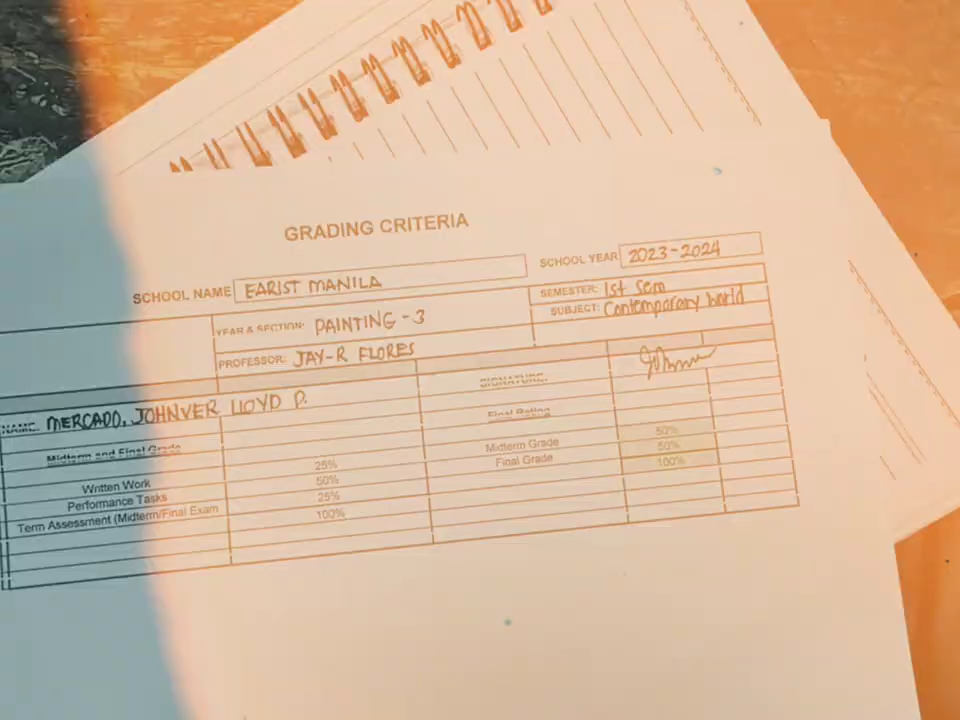 GRADING CRITERIA
SCHOOL NAME EARIST MANILA
SCHOOL YEAR 2023-2024
YEAR & SECTION: PAINTING - 3
SEMESTER: 1st Sem
SUBJECT: Contemporary World
PROFESSOR: JAY-R FLORES
NAME: MERCADO, JOHNVER LLOYD P.
SIGNATURE:
Midterm and Final Grade
Final Rating
Written Work 25%
Midterm Grade 50%
Performance Tasks 50%
Final Grade 50%
Term Assessment (Midterm/Final Exam 25%
100%
100%